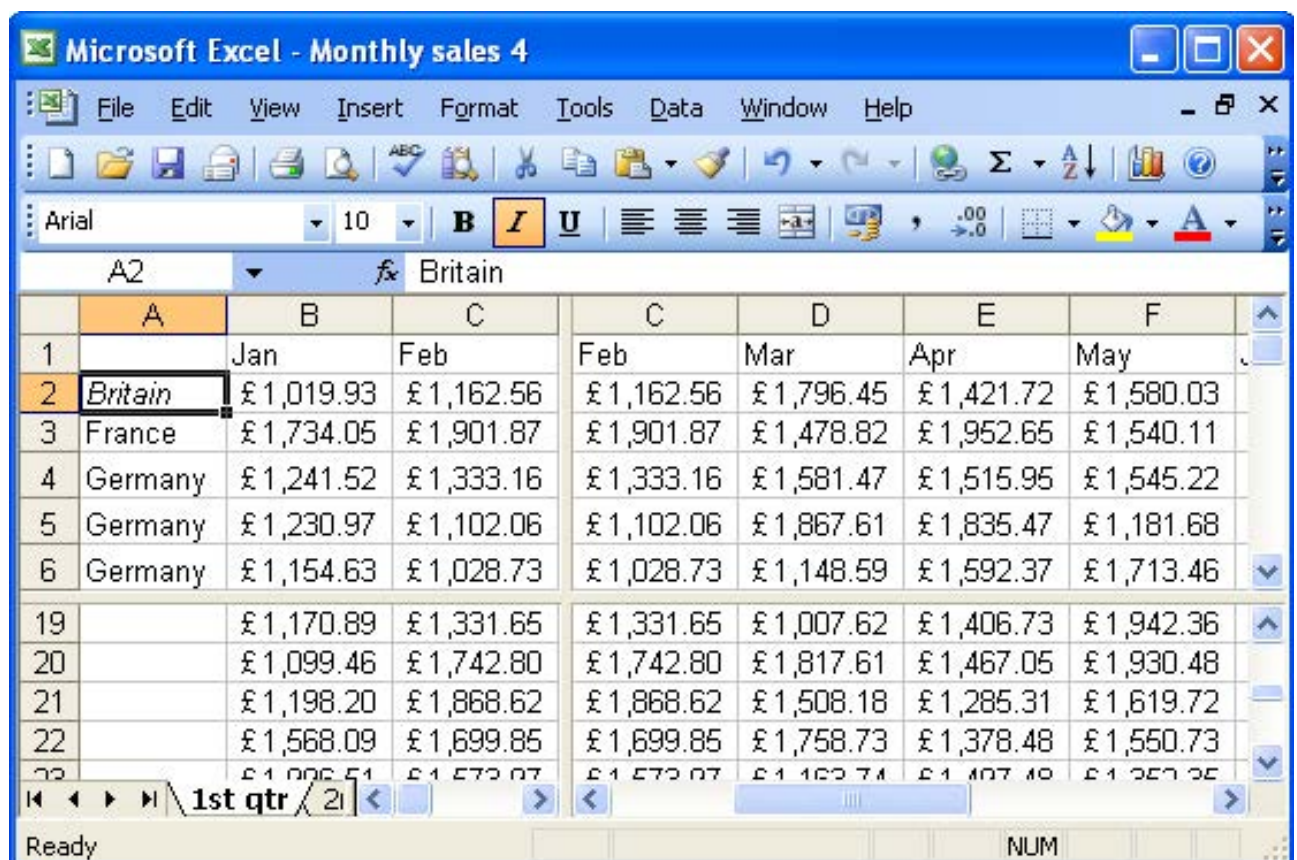 Microsoft Excel - Monthly sales 4
File Edit View Insert Format Tools Data Window Help
ABC Σ A Z
Arial 10 B I U a , .00 .0 A
A2 fx Britain
A B C C D E F
1 Jan Feb Feb Mar Apr May
2 Britain £1,019.93 £1,162.56 £1,162.56 £1,796.45 £1,421.72 £1,580.03
3 France £1,734.05 £1,901.87 £1,901.87 £1,478.82 £1,952.65 £1,540.11
4 Germany £1,241.52 £1,333.16 £1,333.16 £1,581.47 £1,515.95 £1,545.22
5 Germany £1,230.97 £1,102.06 £1,102.06 £1,867.61 £1,835.47 £1,181.68
6 Germany £1,154.63 £1,028.73 £1,028.73 £1,148.59 £1,592.37 £1,713.46
19 £1,170.89 £1,331.65 £1,331.65 £1,007.62 £1,406.73 £1,942.36
20 £1,099.46 £1,742.80 £1,742.80 £1,817.61 £1,467.05 £1,930.48
21 £1,198.20 £1,868.62 £1,868.62 £1,508.18 £1,285.31 £1,619.72
22 £1,568.09 £1,699.85 £1,699.85 £1,758.73 £1,378.48 £1,550.73
1st qtr
Ready NUM